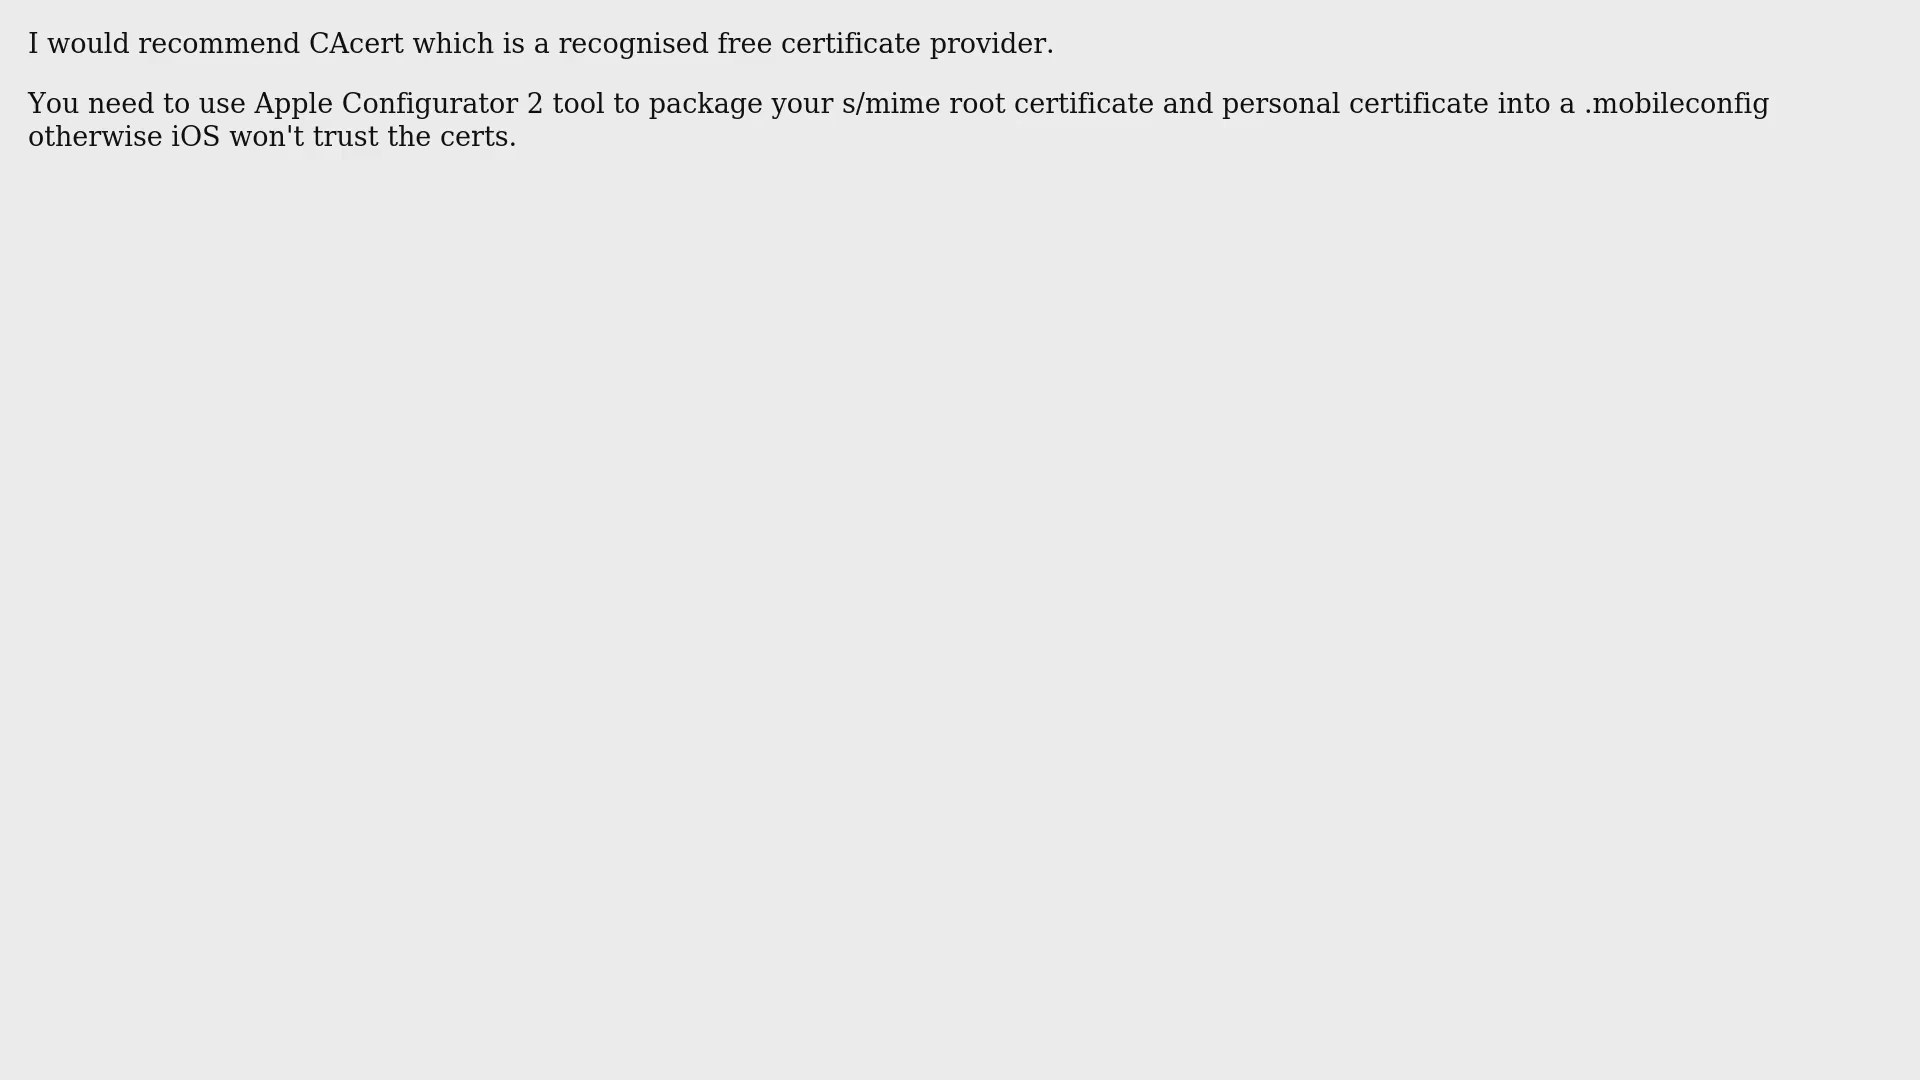 I would recommend CAcert which is a recognised free certificate provider.
You need to use Apple Configurator 2 tool to package your s/mime root certificate and personal certificate into a .mobileconfig
otherwise iOS won't trust the certs.